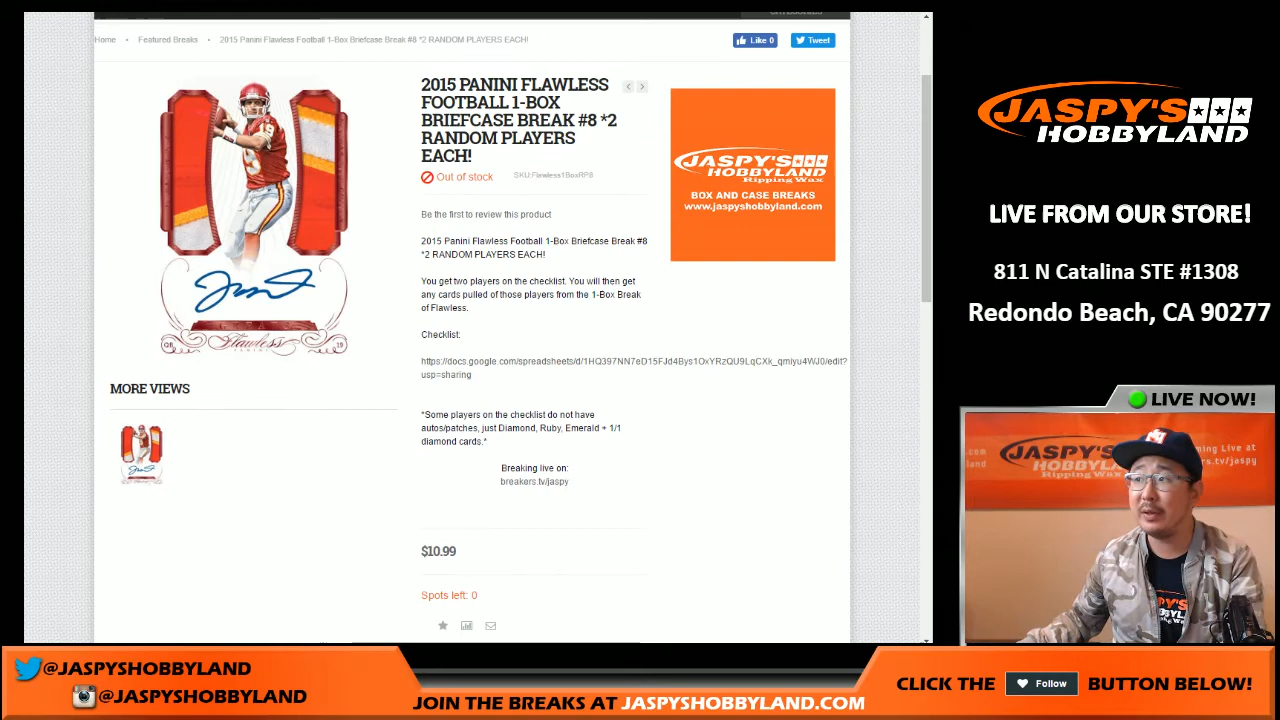 Home • Featured Breaks • 2015 Panini Flawless Football 1-Box Briefcase Break #8 *2 RANDOM PLAYERS EACH!
Like 0
Tweet
2015 PANINI FLAWLESS
FOOTBALL 1-BOX
BRIEFCASE BREAK #8 *2
RANDOM PLAYERS
EACH!
Out of stock
SKU:Flawless1BoxRP8
Be the first to review this product
2015 Panini Flawless Football 1-Box Briefcase Break #8
*2 RANDOM PLAYERS EACH!
You get two players on the checklist. You will then get
any cards pulled of those players from the 1-Box Break
of Flawless.
Checklist:
https://docs.google.com/spreadsheets/d/1HQ397NN7eD15FJd4Bys1OxYRzQU9LqCXk_qmiyu4WJ0/edit?
usp=sharing
*Some players on the checklist do not have
autos/patches, just Diamond, Ruby, Emerald + 1/1
diamond cards.*
Breaking live on:
breakers.tv/jaspy
$10.99
Spots left: 0
Flawless
QB
19
MORE VIEWS
JASPY'S
HOBBYLAND
Ripping Wax
BOX AND CASE BREAKS
www.jaspyshobbyland.com
JASPY'S
HOBBYLAND
LIVE FROM OUR STORE!
811 N Catalina STE #1308
Redondo Beach, CA 90277
LIVE NOW!
JASPY'S
HOBBYLAND
Ripping Wax
@JASPYSHOBBYLAND
@JASPYSHOBBYLAND
JOIN THE BREAKS AT JASPYSHOBBYLAND.COM
CLICK THE Follow BUTTON BELOW!